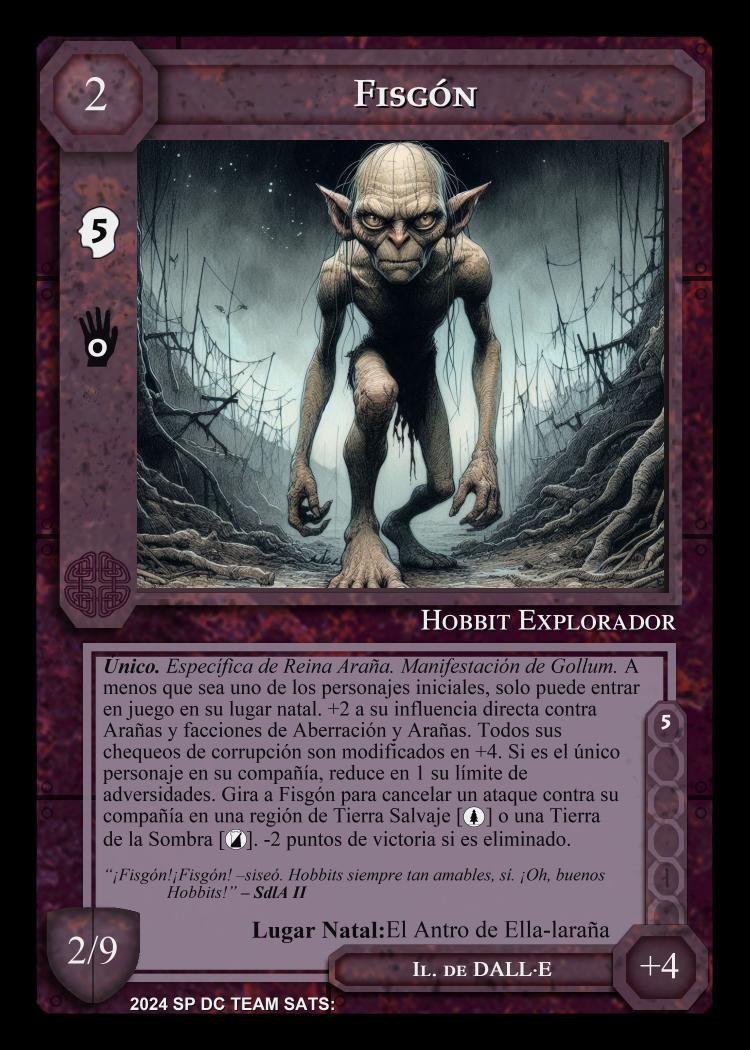 2
FISGÓN
5
0
HOBBIT EXPLORADOR
Único. Específica de Reina Araña. Manifestación de Gollum. A
menos que sea uno de los personajes iniciales, solo puede entrar
en juego en su lugar natal. +2 a su influencia directa contra
Arañas y facciones de Aberración y Arañas. Todos sus
chequeos de corrupción son modificados en +4. Si es el único
personaje en su compañía, reduce en 1 su límite de
adversidades. Gira a Fisgón para cancelar un ataque contra su
compañía en una región de Tierra Salvaje [ ] o una Tierra
de la Sombra [ ]. -2 puntos de victoria si es eliminado.
5
“¡Fisgón!¡Fisgón! –siseó. Hobbits siempre tan amables, sí. ¡Oh, buenos
Hobbits!” – SdlA II
Lugar Natal:El Antro de Ella-laraña
2/9
IL. DE DALL·E
+4
2024 SP DC TEAM SATS: